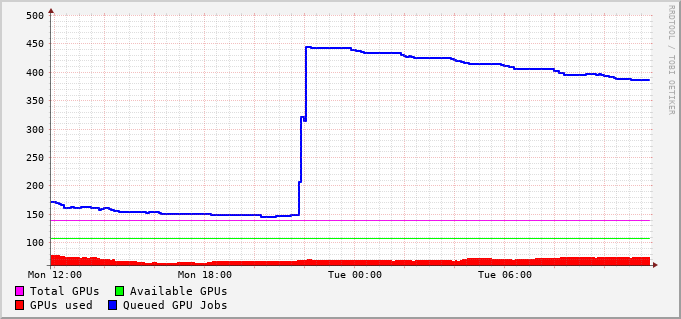 500
450
400
350
300
250
200
150
100
Mon 12:00 Mon 18:00 Tue 00:00 Tue 06:00
Total GPUs Available GPUs
GPUs used Queued GPU Jobs
RRDTOOL / TOBI OETIKER